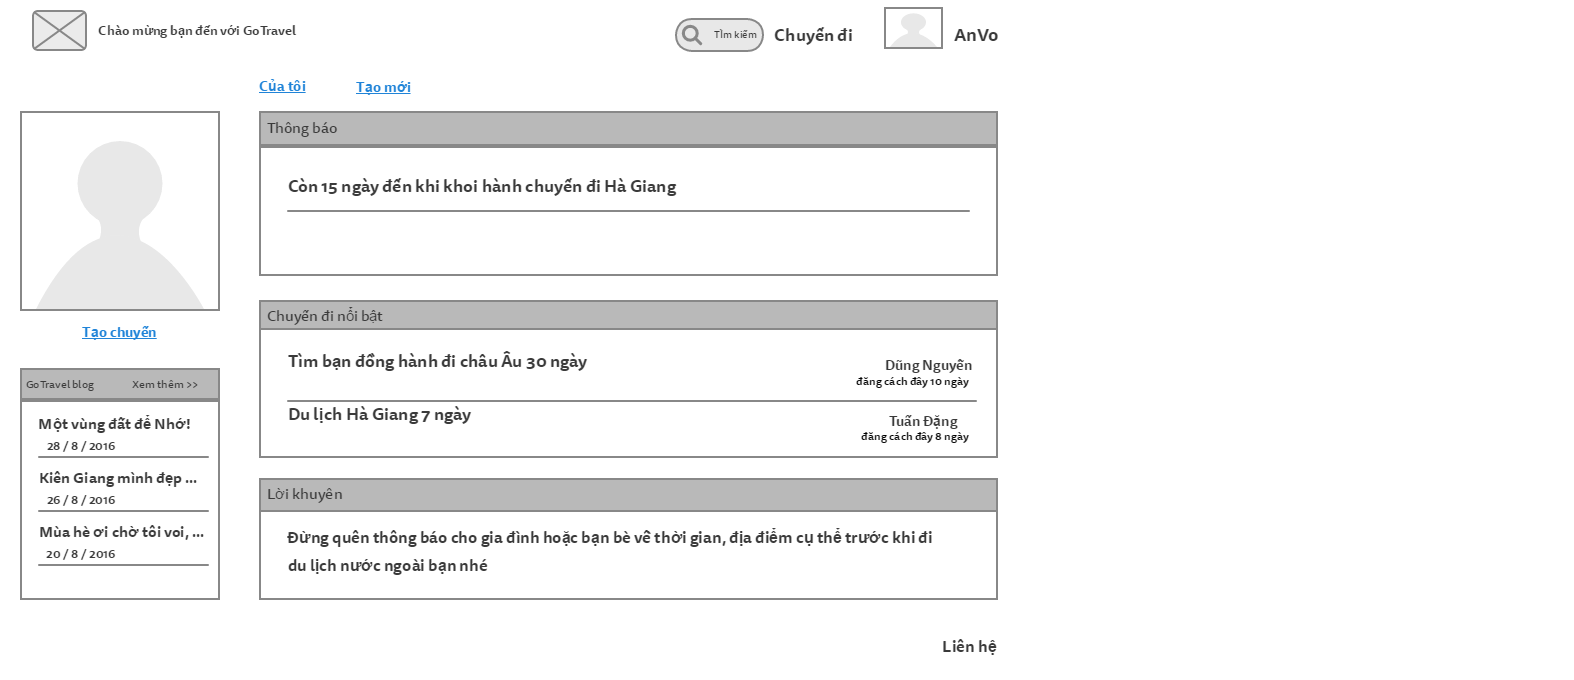 Chào mừng bạn đến với GoTravel
TÌm kiếm
Chuyến đi
AnVo
Của tôi
Tạo mới
Thông báo
Còn 15 ngày đến khi khoi hành chuyến đi Hà Giang
Tạo chuyến
Chuyến đi nổi bật
Tìm bạn đồng hành đi châu Âu 30 ngày
Dũng Nguyễn
đăng cách đây 10 ngày
Du lịch Hà Giang 7 ngày
Tuấn Đặng
đăng cách đây 8 ngày
GoTravel blog
Xem thêm >>
Một vùng đất để Nhớ!
28 / 8 / 2016
Kiên Giang mình đẹp ...
26 / 8 / 2016
Mùa hè ơi chờ tôi voi, ...
20 / 8 / 2016
Lời khuyên
Đừng quên thông báo cho gia đình hoặc bạn bè về thời gian, địa điểm cụ thể trước khi đi
du lịch nước ngoài bạn nhé
Liên hệ